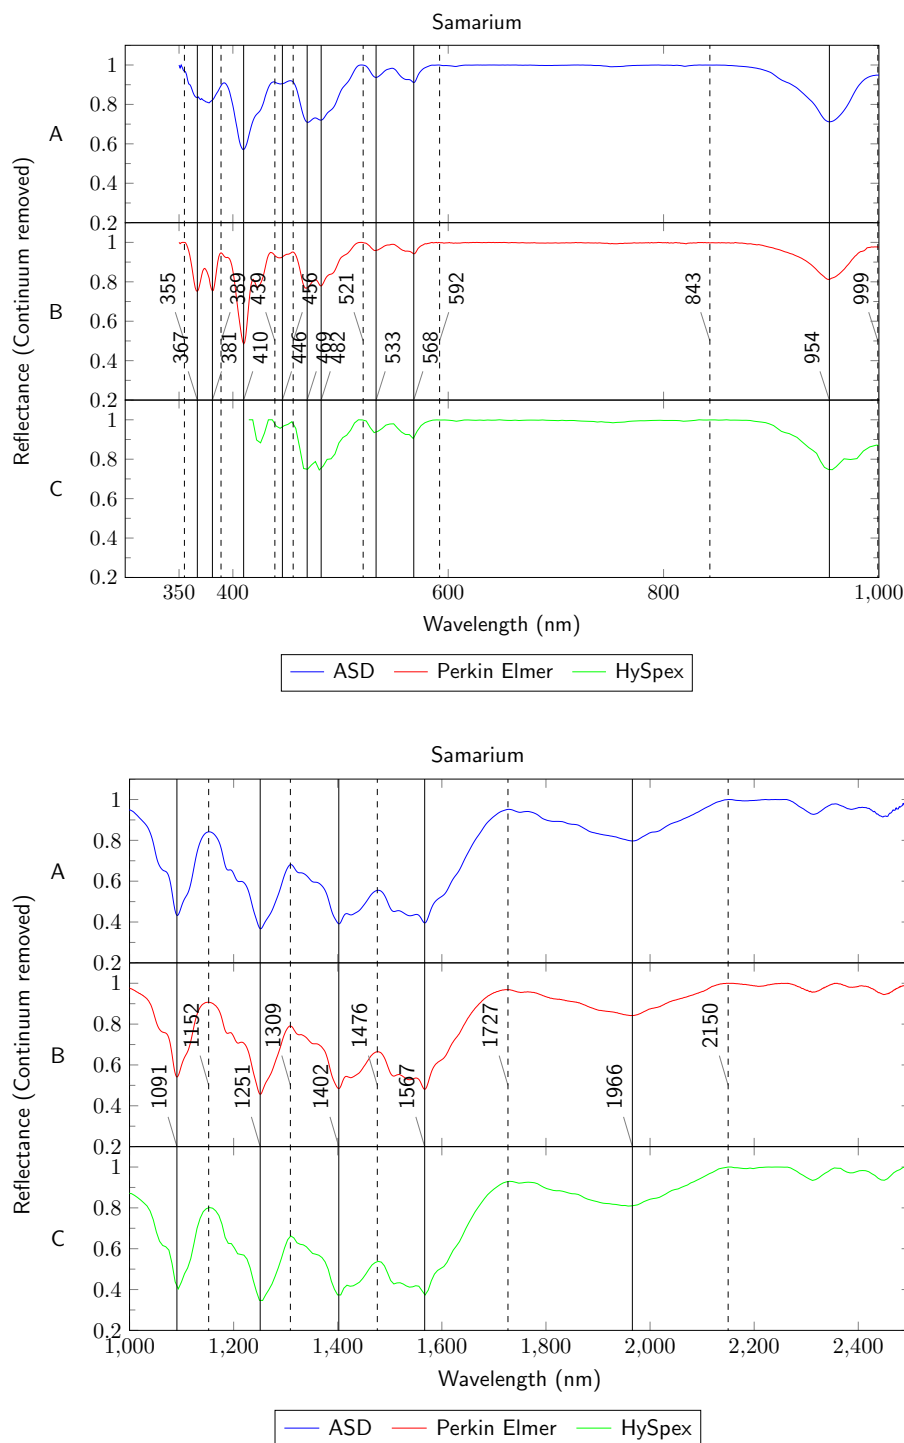 Samarium
Reflectance (Continuum removed)
A
1
0.8
0.6
0.4
0.2
B
1
0.8
0.6
0.4
0.2
355 389 439 456 521 592 843 999
367 381 410 446 469 482 533 568 954
C
1
0.8
0.6
0.4
0.2
350 400 600 800 1,000
Wavelength (nm)
ASD Perkin Elmer HySpex
Samarium
Reflectance (Continuum removed)
A
1
0.8
0.6
0.4
0.2
B
1
0.8
0.6
0.4
0.2
1152 1309 1476 1727 2150
1091 1251 1402 1567 1966
C
1
0.8
0.6
0.4
0.2
1,000 1,200 1,400 1,600 1,800 2,000 2,200 2,400
Wavelength (nm)
ASD Perkin Elmer HySpex